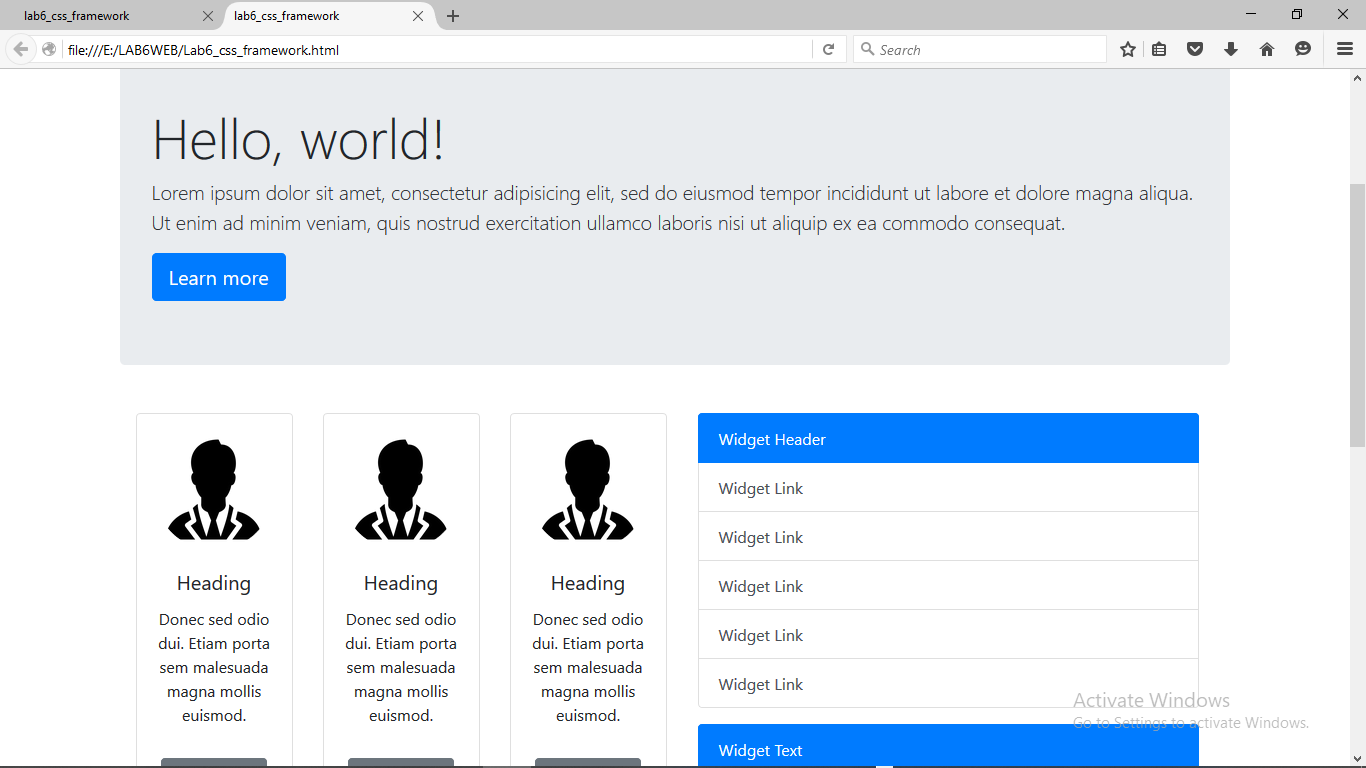 lab6_css_framework
lab6_css_framework
file:///E:/LAB6WEB/Lab6_css_framework.html
Search
Hello, world!
Lorem ipsum dolor sit amet, consectetur adipisicing elit, sed do eiusmod tempor incididunt ut labore et dolore magna aliqua.
Ut enim ad minim veniam, quis nostrud exercitation ullamco laboris nisi ut aliquip ex ea commodo consequat.
Learn more
Heading
Donec sed odio
dui. Etiam porta
sem malesuada
magna mollis
euismod.
Heading
Donec sed odio
dui. Etiam porta
sem malesuada
magna mollis
euismod.
Heading
Donec sed odio
dui. Etiam porta
sem malesuada
magna mollis
euismod.
Widget Header
Widget Link
Widget Link
Widget Link
Widget Link
Widget Link
Widget Text
Activate Windows
Go to Settings to activate Windows.